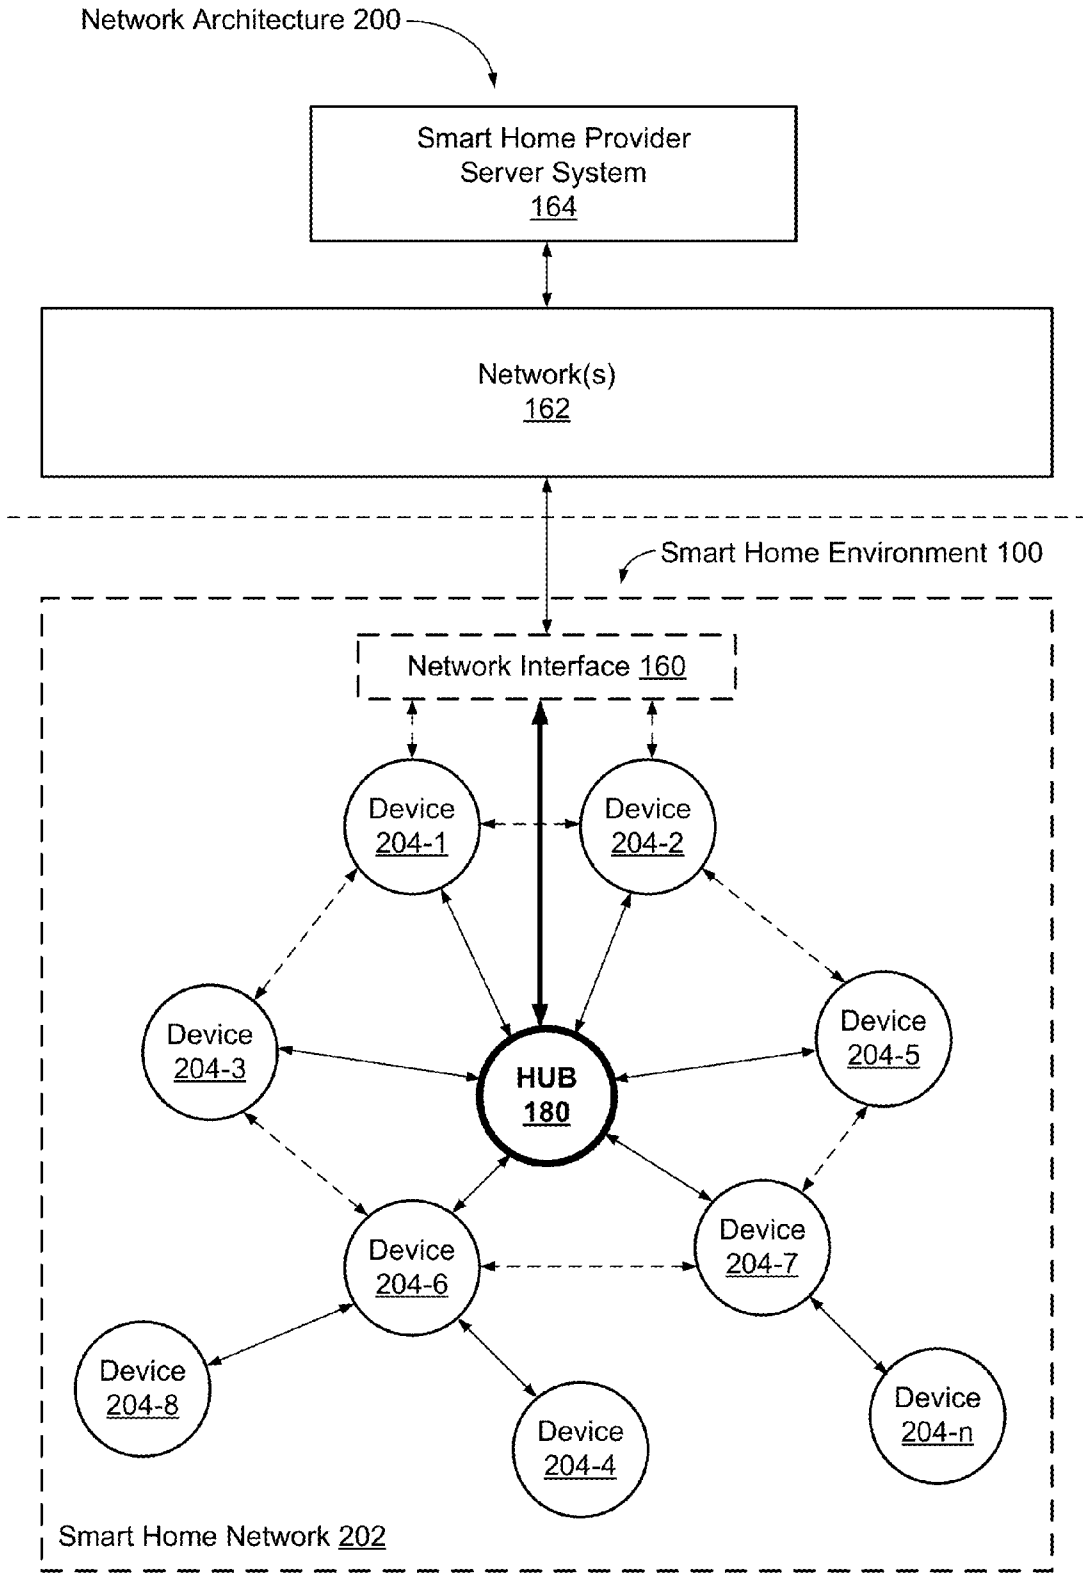 Network Architecture 200
Smart Home Provider
Server System
164
Network(s)
162
Smart Home Environment 100
Network Interface 160
Device
204-1
Device
204-2
Device
204-3
Device
204-5
HUB
180
Device
204-6
Device
204-7
Device
204-8
Device
204-4
Device
204-n
Smart Home Network 202